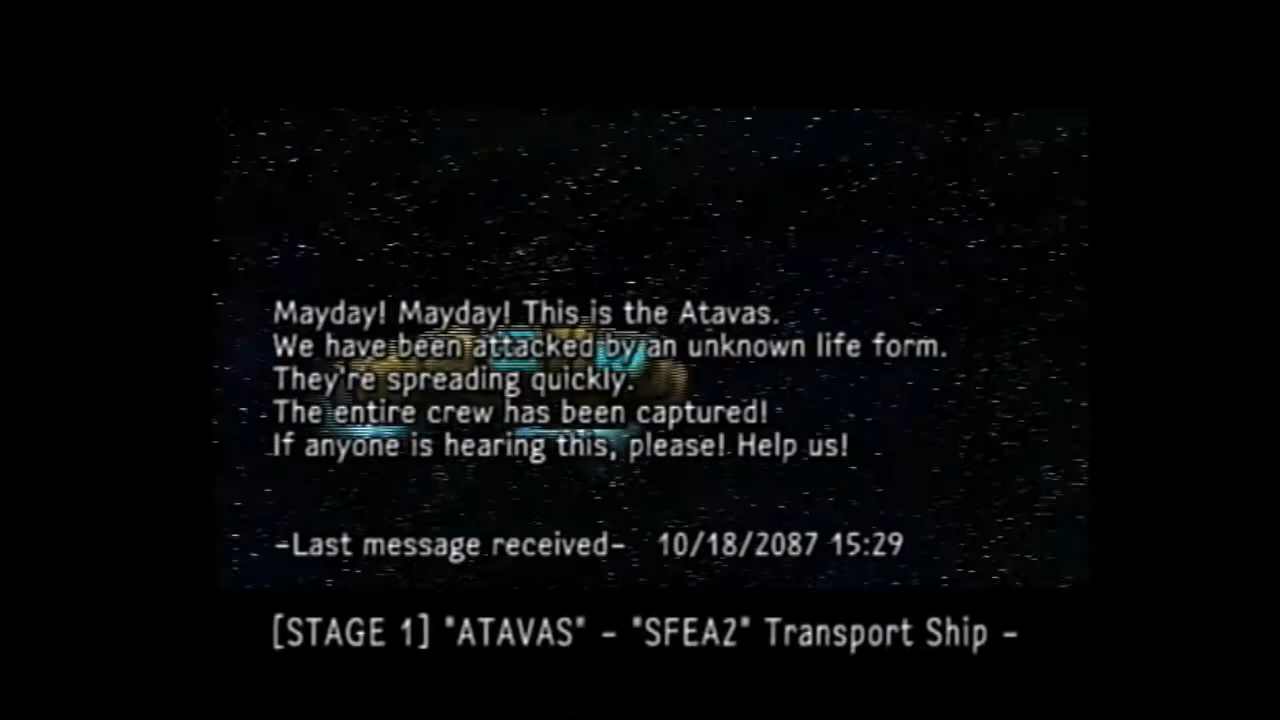 Mayday! Mayday! This is the Atavas.
We have been attacked by an unknown life form.
They're spreading quickly.
The entire crew has been captured!
If anyone is hearing this, please! Help us!
-Last message received- 10/18/2087 15:29
[STAGE 1] "ATAVAS" - "SFEA2" Transport Ship -